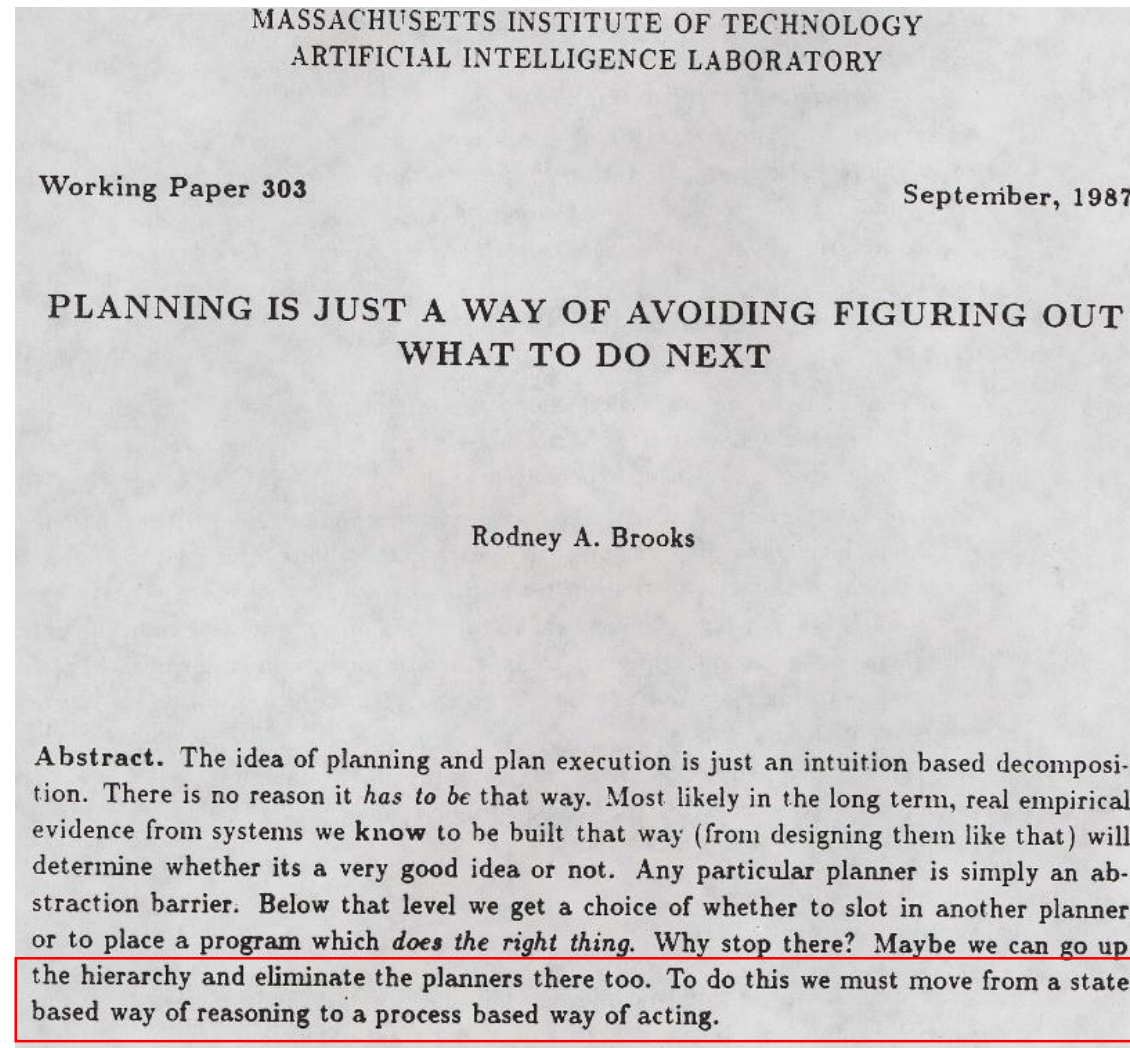 MASSACHUSETTS INSTITUTE OF TECHNOLOGY
ARTIFICIAL INTELLIGENCE LABORATORY
Working Paper 303
September, 1987
PLANNING IS JUST A WAY OF AVOIDING FIGURING OUT
WHAT TO DO NEXT
Rodney A. Brooks
Abstract. The idea of planning and plan execution is just an intuition based decomposi-
tion. There is no reason it has to be that way. Most likely in the long term, real empirical
evidence from systems we know to be built that way (from designing them like that) will
determine whether its a very good idea or not. Any particular planner is simply an ab-
straction barrier. Below that level we get a choice of whether to slot in another planner
or to place a program which does the right thing. Why stop there? Maybe we can go up
the hierarchy and eliminate the planners there too. To do this we must move from a state
based way of reasoning to a process based way of acting.